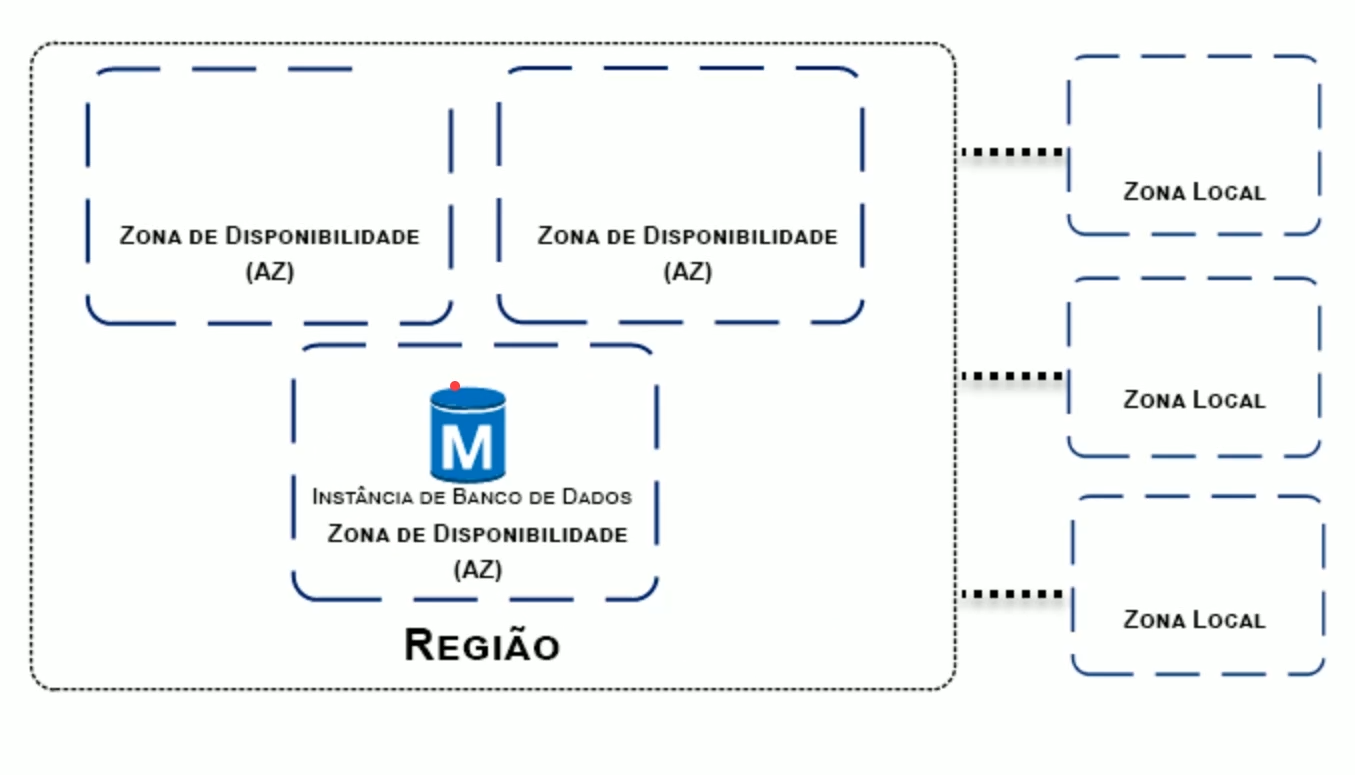 Zona de Disponibilidade
(AZ)
Zona de Disponibilidade
(AZ)
M
Instância de Banco de Dados
Zona de Disponibilidade
(AZ)
Região
Zona Local
Zona Local
Zona Local